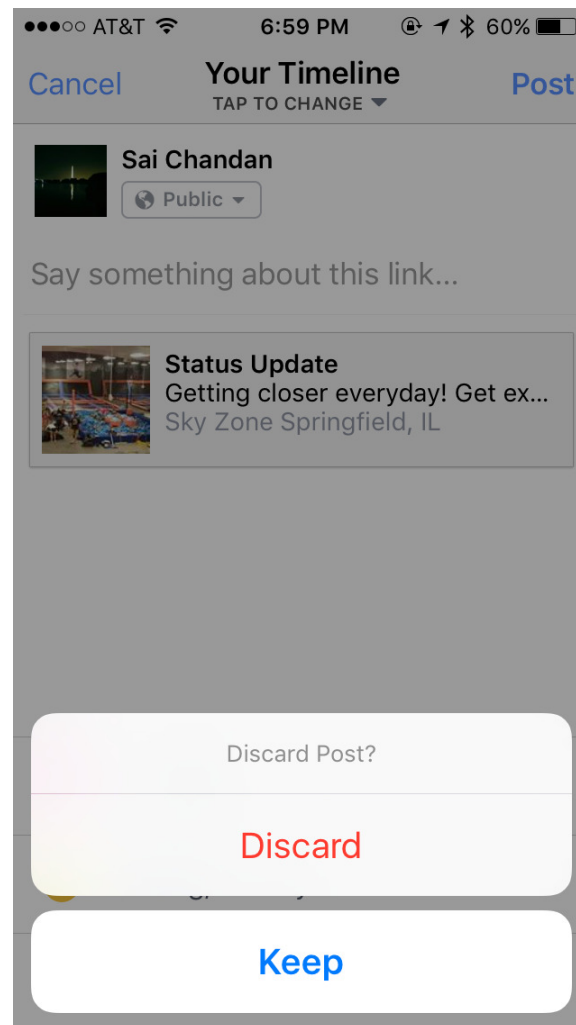 AT&T 6:59 PM 60%
Cancel Your Timeline Post
TAP TO CHANGE
Sai Chandan
Public
Say something about this link...
Status Update
Getting closer everyday! Get ex...
Sky Zone Springfield, IL
Discard Post?
Discard
Keep